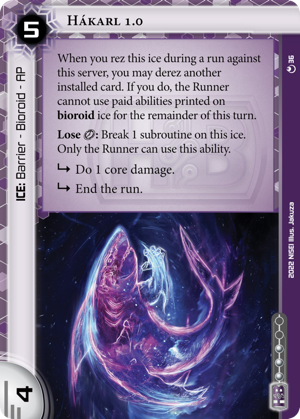 5
HÁKARL 1.0
ICE: Barrier - Bioroid - AP
When you rez this ice during a run against
this server, you may derez another
installed card. If you do, the Runner
cannot use paid abilities printed on
bioroid ice for the remainder of this turn.
Lose : Break 1 subroutine on this ice.
Only the Runner can use this ability.
↳ Do 1 core damage.
↳ End the run.
36
2022 NISEI Illus. Jakuza
4